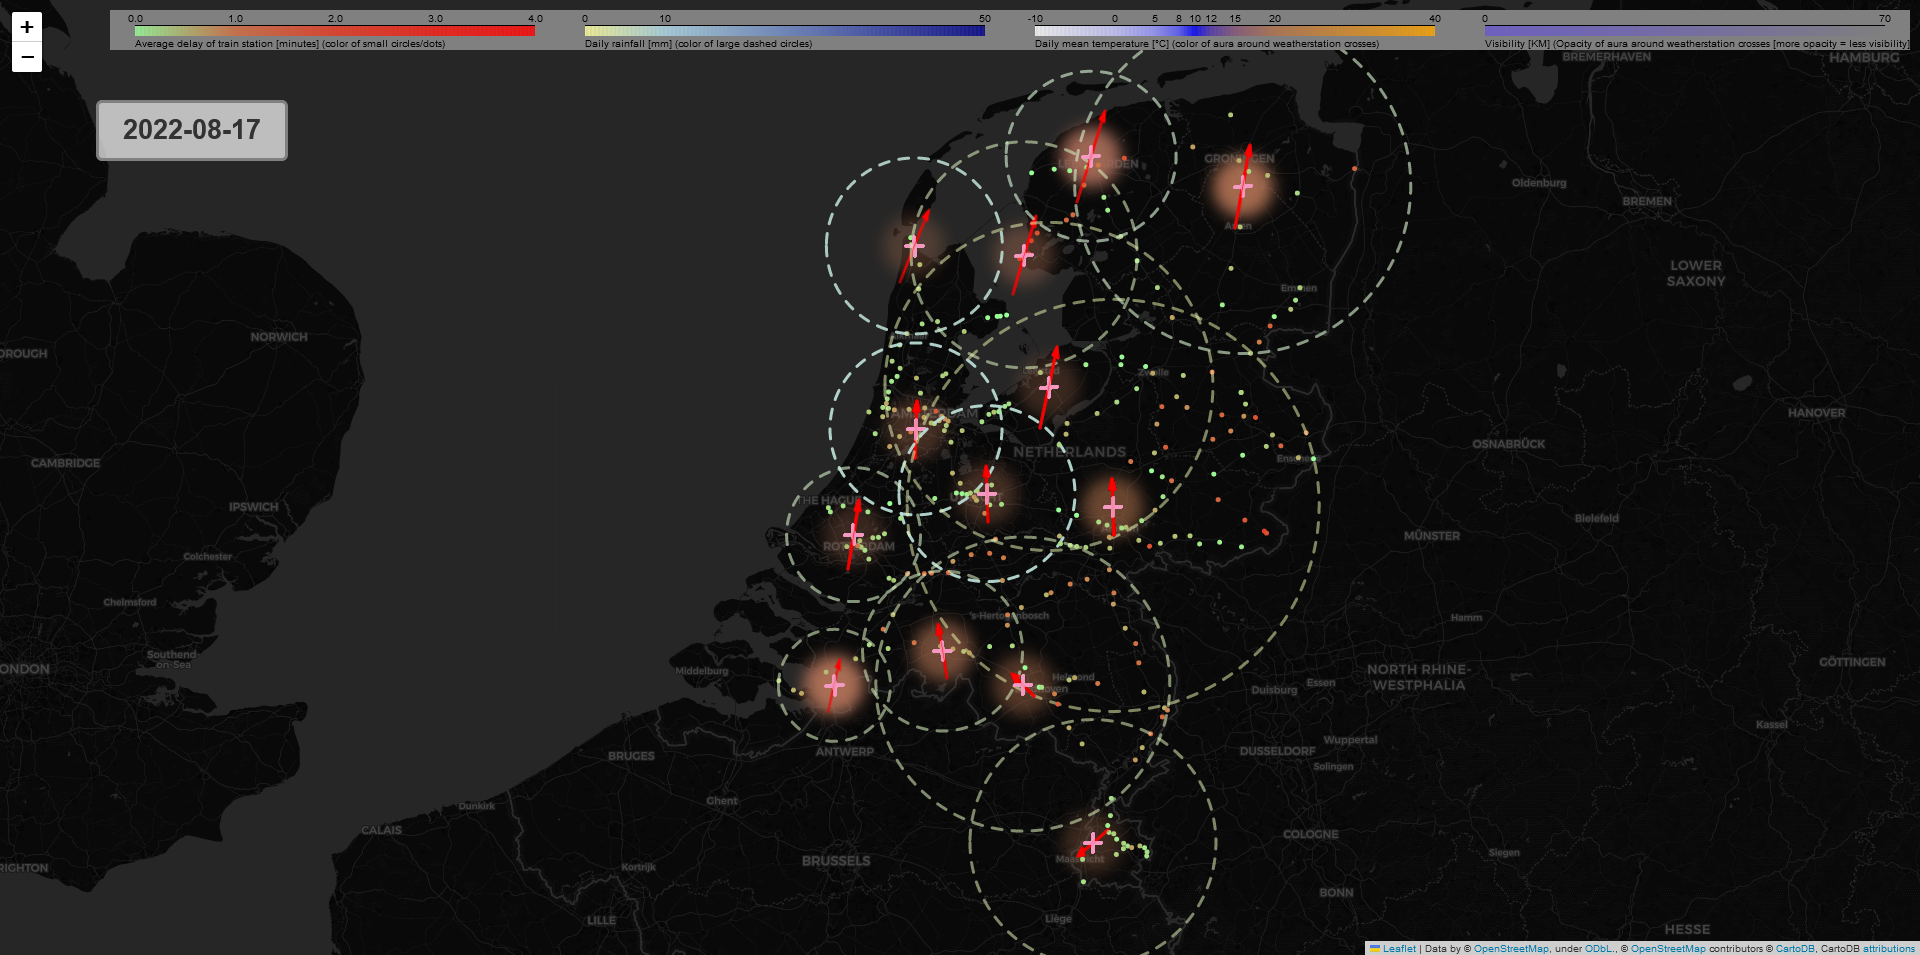 +
−
0.0 1.0 2.0 3.0 4.0
Average delay of train station [minutes] (color of small circles/dots)
0 10 50
Daily rainfall [mm] (color of large dashed circles)
-10 0 5 8 10 12 15 20 40
Daily mean temperature [°C] (color of aura around weatherstation crosses)
0 70
Visibility [KM] (Opacity of aura around weatherstation crosses [more opacity = less visibility]
2022-08-17
BREMERHAVEN
HAMBURG
GRONINGEN
Oldenburg
BREMEN
Assen
LOWER
SAXONY
Emmen
NORWICH
OROUGH
Zwolle
HANOVER
AMSTERDAM
OSNABRÜCK
NETHERLANDS
Enschede
CAMBRIDGE
THE HAGUE
IPSWICH
Bielefeld
MÜNSTER
ROTTERDAM
Colchester
Chelmsford
's-Hertogenbosch
Hamm
Southend
-on-Sea
ONDON
Middelburg
Helmond
NORTH RHINE-
WESTPHALIA
GÖTTINGEN
Essen
Duisburg
Kassel
BRUGES
ANTWERP
DUSSELDORF
Wuppertal
Solingen
Ghent
Dunkirk
CALAIS
COLOGNE
Siegen
BRUSSELS
Maastricht
RIGHTON
Kortrijk
BONN
LILLE
Liège
HESSE
Leaflet | Data by © OpenStreetMap, under ODbL., © OpenStreetMap contributors © CartoDB, CartoDB attributions